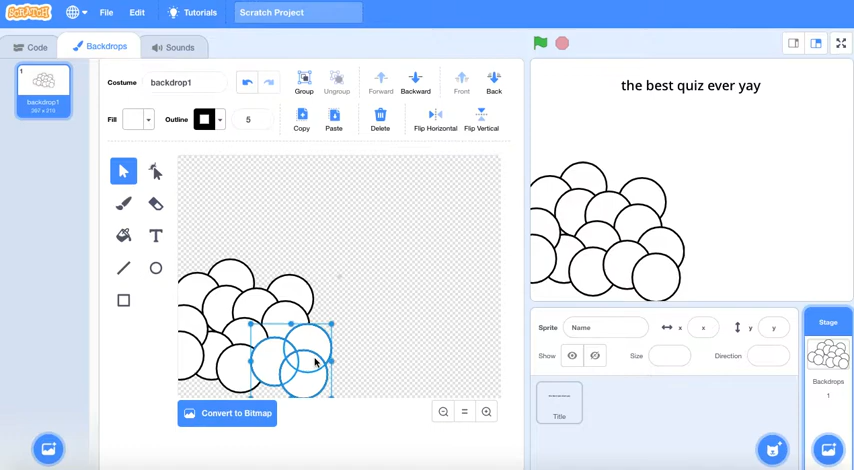 SCRATCH File Edit Tutorials Scratch Project
Code Backdrops Sounds
1
backdrop1
Costume backdrop1 Group Ungroup Forward Backward Front Back
Fill Outline 5 Copy Paste Delete Flip Horizontal Flip Vertical
Convert to Bitmap
the best quiz ever yay
Sprite Name x x y y
Show Size Direction
Title
Stage
Backdrops
1